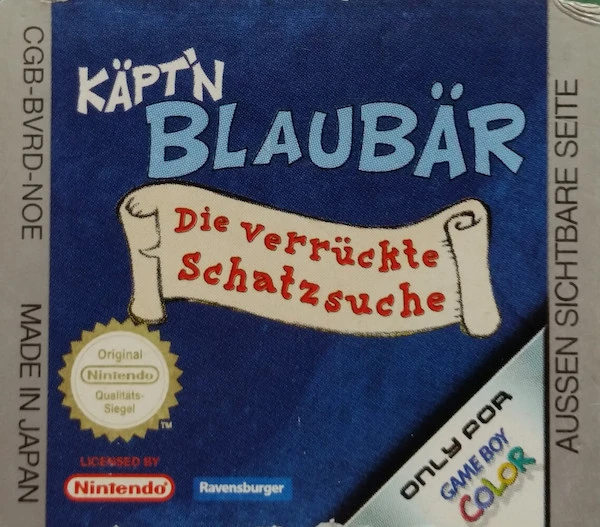 CGB-BVRD-NOE
MADE IN JAPAN
KÄPT'N
BLAUBÄR
Die verrückte
Schatzsuche
Original
Nintendo
Qualitäts-
Siegel
TM
LICENSED BY
Nintendo
Ravensburger
ONLY FOR
GAME BOY
COLOR
AUSSEN SICHTBARE SEITE